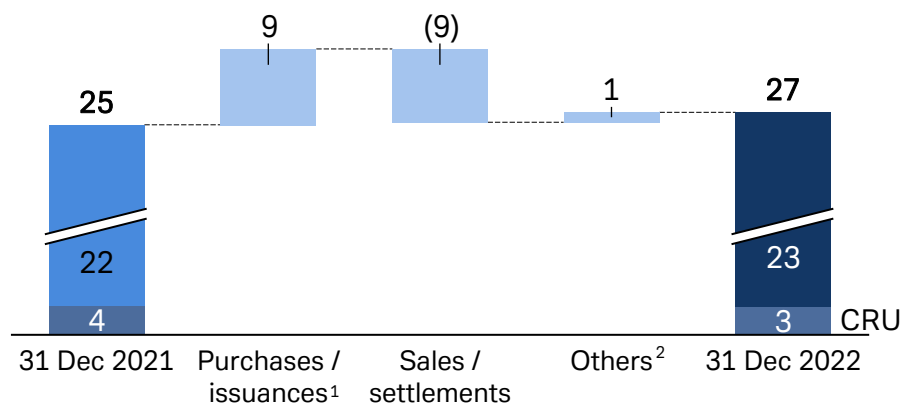 9
(9)
25
1
27
22
23
4
3
CRU
31 Dec 2021
Purchases /
issuances¹
Sales /
settlements
Others²
31 Dec 2022